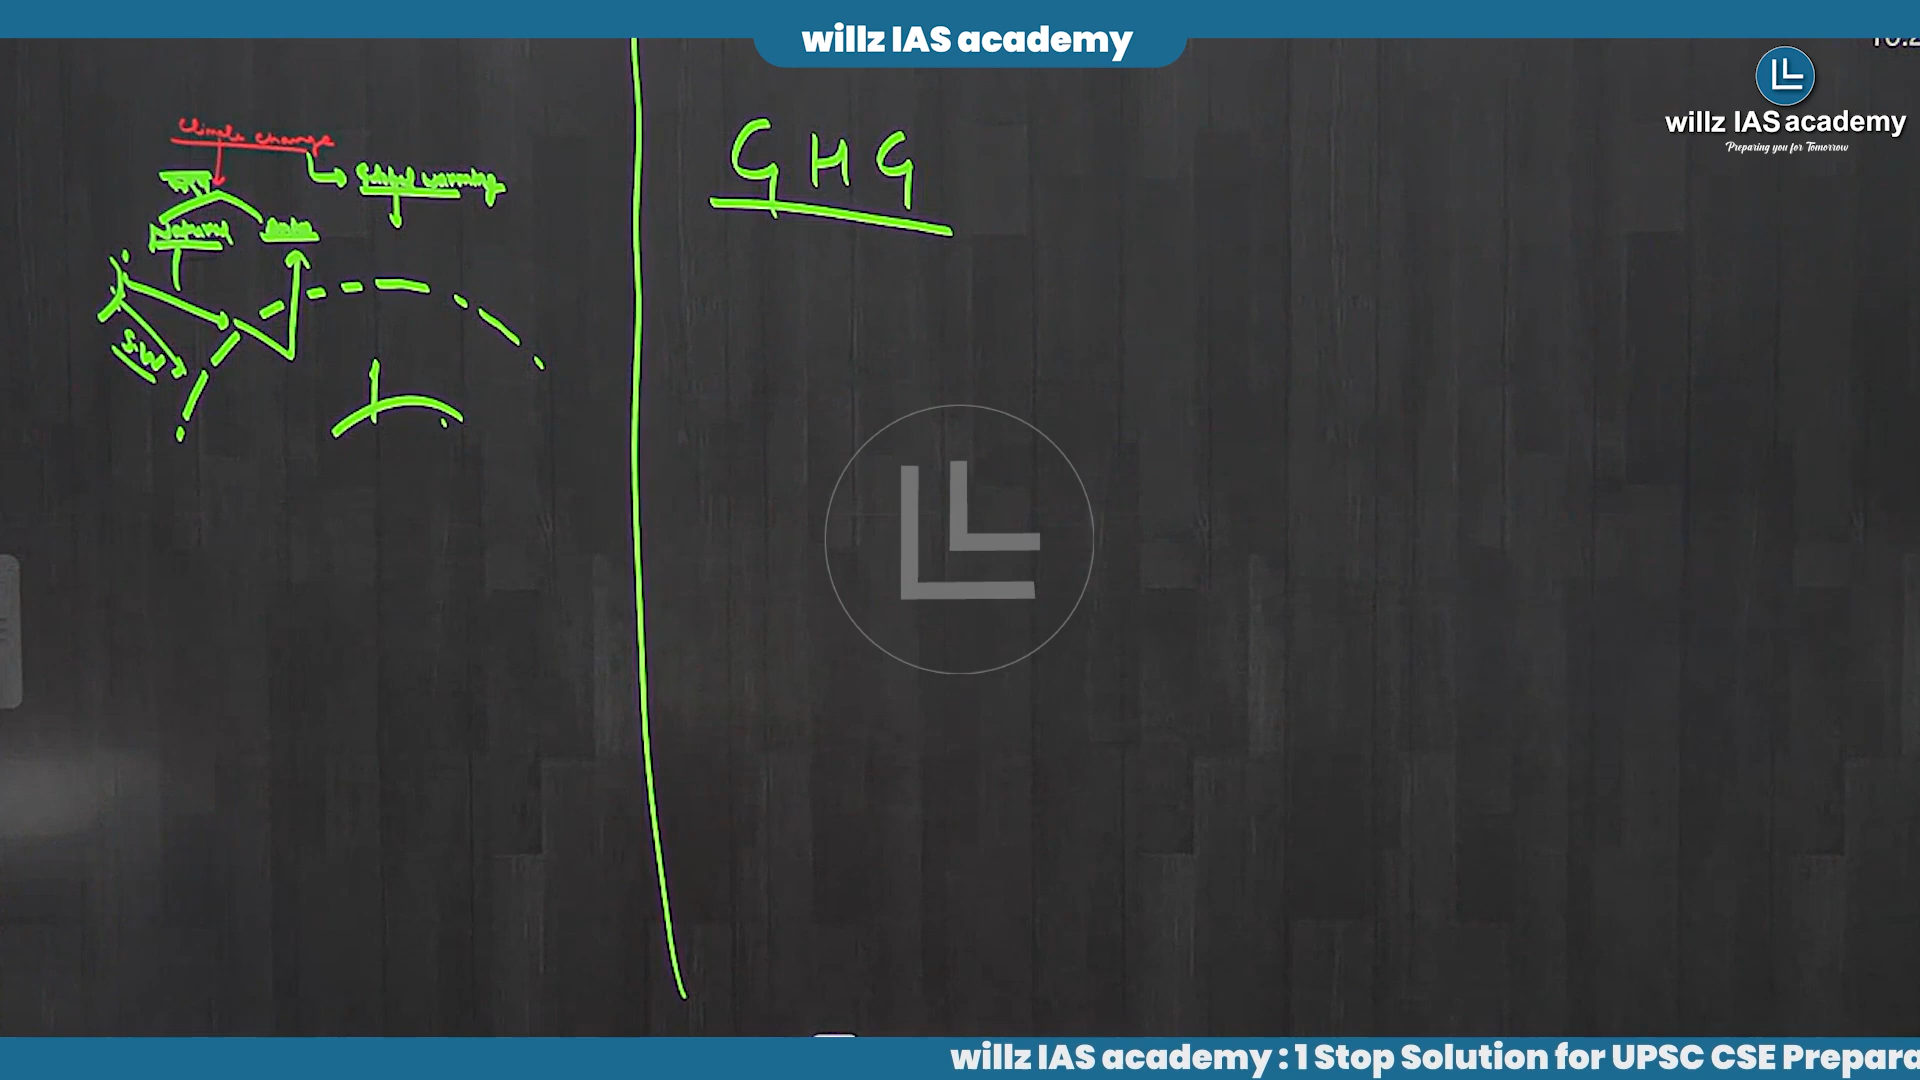 willz IAS academy
willz IAS academy
Preparing you for Tomorrow
Climate change
Global warming
Natural
S.W
GHG
willz IAS academy : 1 Stop Solution for UPSC CSE Prepara